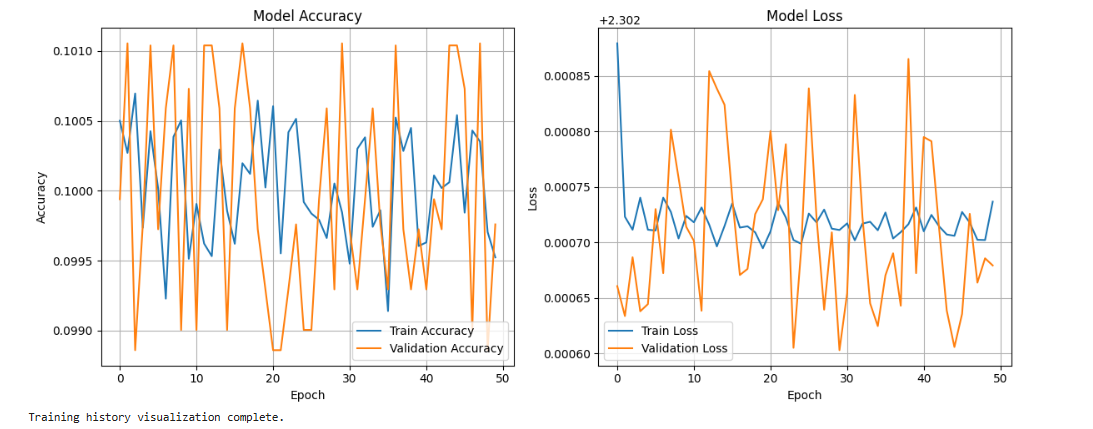 Model Accuracy
0.1010
0.1005
0.1000
0.0995
0.0990
Accuracy
0 10 20 30 40 50
Epoch
Train Accuracy
Validation Accuracy
Model Loss
+2.302
0.00085
0.00080
0.00075
0.00070
0.00065
0.00060
Loss
0 10 20 30 40 50
Epoch
Train Loss
Validation Loss
Training history visualization complete.